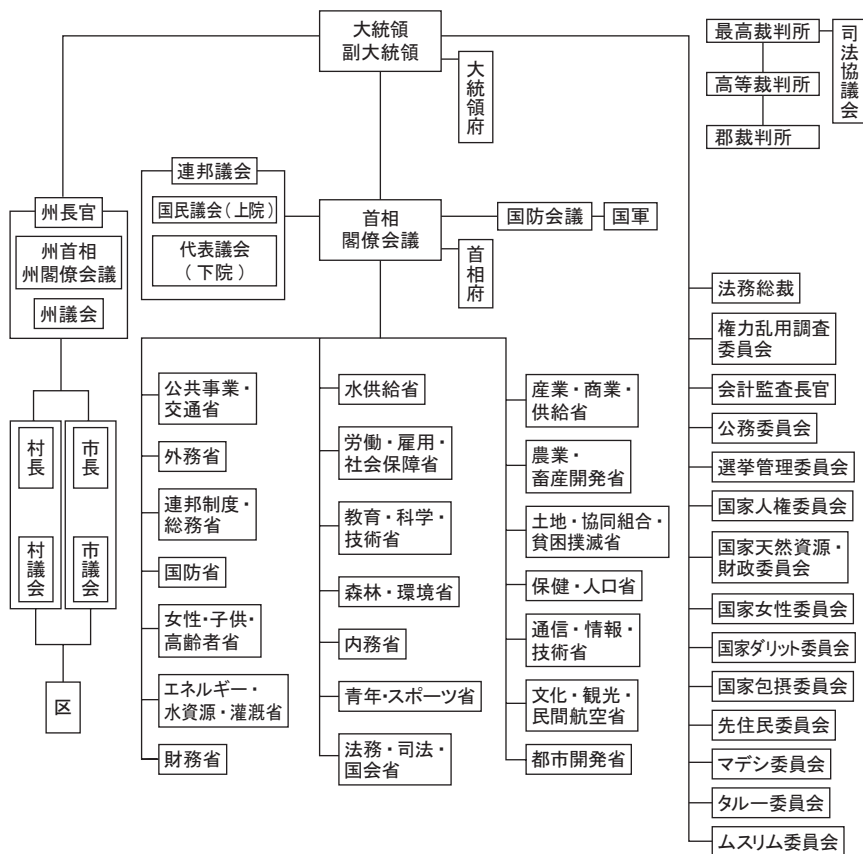 大統領
副大統領
大統領府
最高裁判所
高等裁判所
郡裁判所
司法協議会
連邦議会
国民議会(上院)
代表議会
(下院)
首相
閣僚会議
首相府
国防会議
国軍
州長官
州首相
州閣僚会議
州議会
村長
村議会
市長
市議会
区
公共事業・
交通省
外務省
連邦制度・
総務省
国防省
女性・子供・
高齢者省
エネルギー・
水資源・灌漑省
財務省
水供給省
労働・雇用・
社会保障省
教育・科学・
技術省
森林・環境省
内務省
青年・スポーツ省
法務・司法・
国会省
産業・商業・
供給省
農業・
畜産開発省
土地・協同組合・
貧困撲滅省
保健・人口省
通信・情報・
技術省
文化・観光・
民間航空省
都市開発省
法務総裁
権力乱用調査
委員会
会計監査長官
公務委員会
選挙管理委員会
国家人権委員会
国家天然資源・
財政委員会
国家女性委員会
国家ダリット委員会
国家包摂委員会
先住民委員会
マデシ委員会
タルー委員会
ムスリム委員会